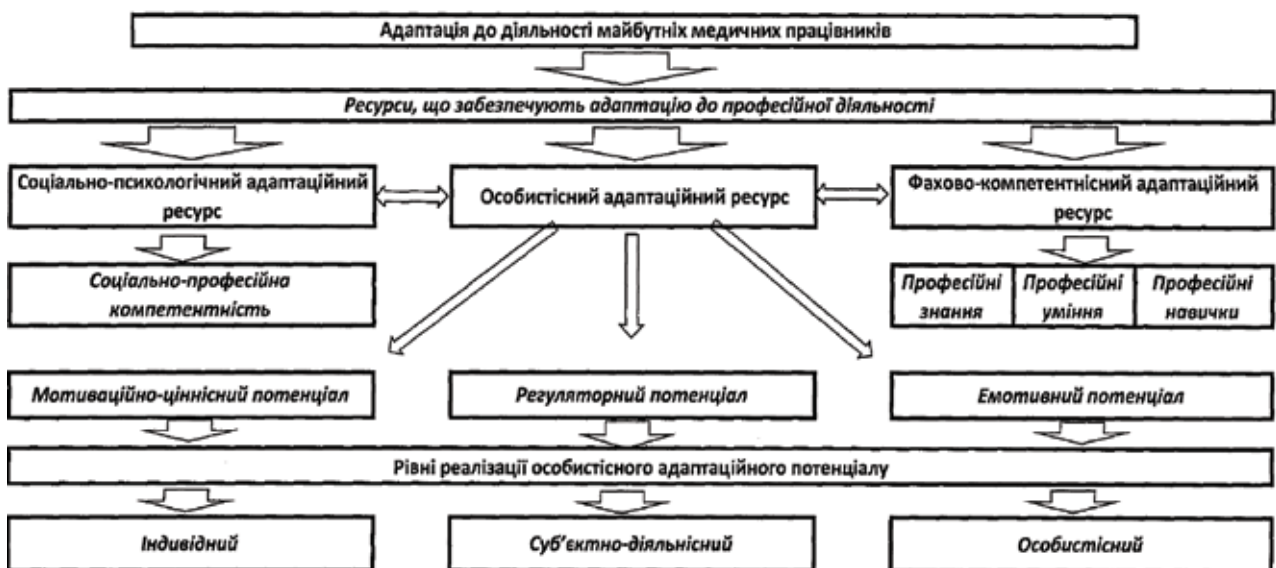 Адаптація до діяльності майбутніх медичних працівників
Ресурси, що забезпечують адаптацію до професійної діяльності
Соціально-психологічний адаптаційний
ресурс
Особистісний адаптаційний ресурс
Фахово-компетентнісний адаптаційний
ресурс
Соціально-професійна
компетентність
Професійні
знання
Професійні
уміння
Професійні
навички
Мотиваційно-ціннісний потенціал
Регуляторний потенціал
Емотивний потенціал
Рівні реалізації особистісного адаптаційного потенціалу
Індивідний
Суб'єктно-діяльнісний
Особистісний